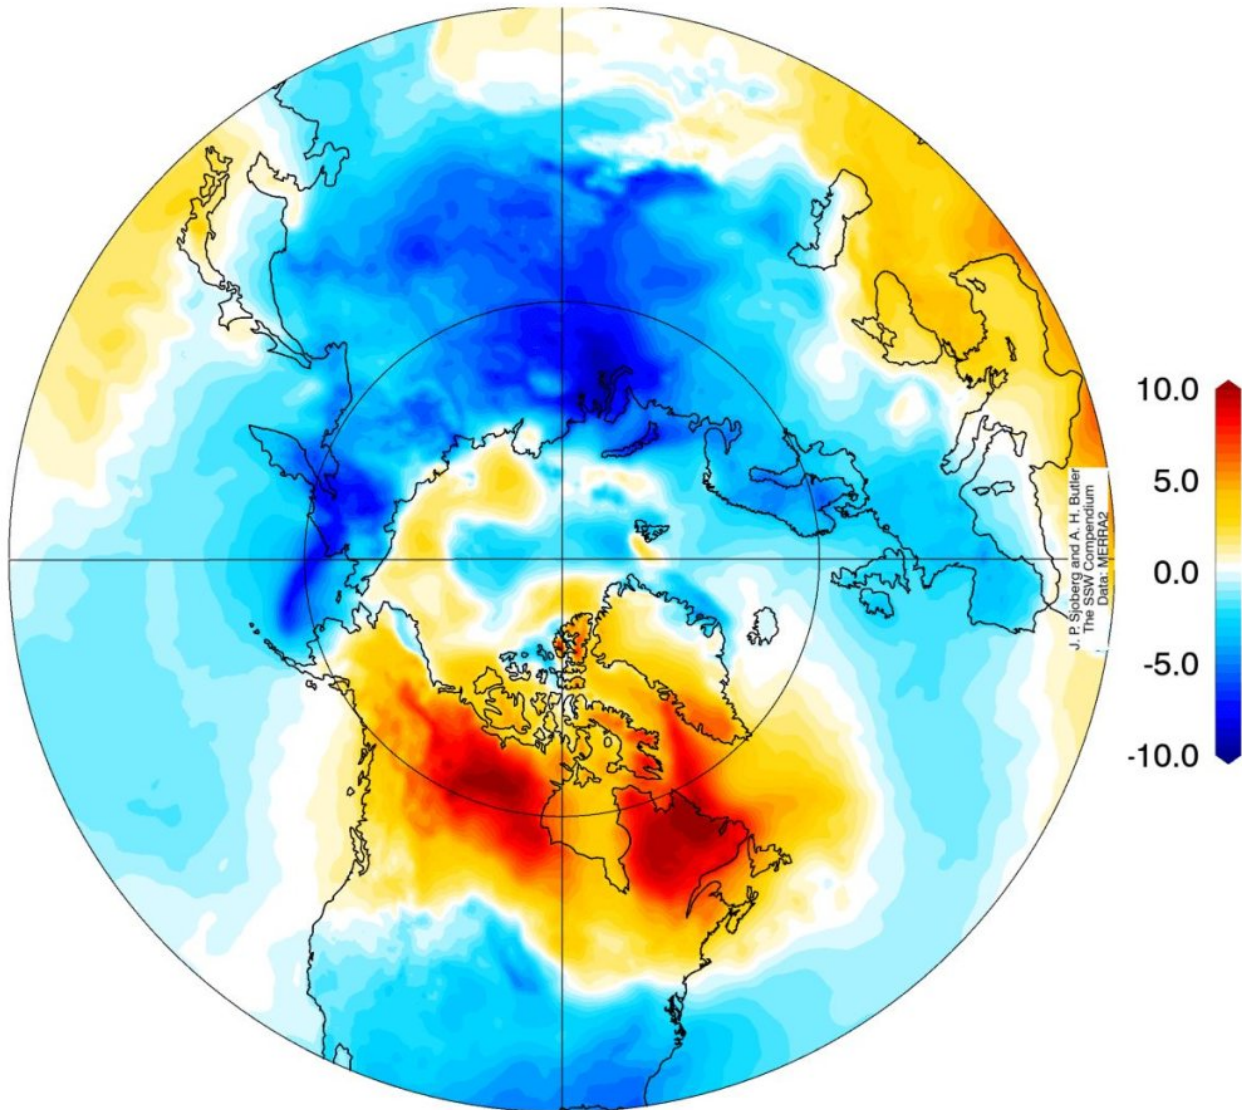 J. P. Sjoberg and A. H. Butler
The SSW Compendium
Data: MERRA2
10.0
5.0
0.0
-5.0
-10.0